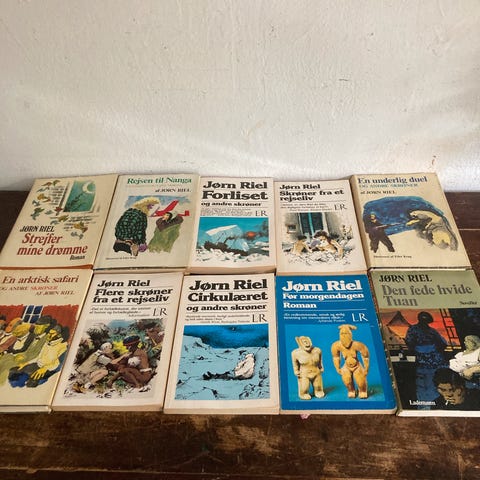 JØRN RIEL
Strejfer
mine drømme
Roman
Rejsen til Nanga
af JØRN RIEL
Jørn Riel
Forliset
og andre skrøner
LR
Jørn Riel
Skrøner fra et
rejseliv
LR
En underlig duel
OG ANDRE SKRØNER
af JØRN RIEL
En arktisk safari
OG ANDRE SKRØNER
af JØRN RIEL
Jørn Riel
Flere skrøner
fra et rejseliv
LR
Jørn Riel
Cirkulæret
og andre skrøner
LR
Jørn Riel
Før morgendagen
Roman
LR
JØRN RIEL
Den fede hvide
Tuan
Noveller
Lademann